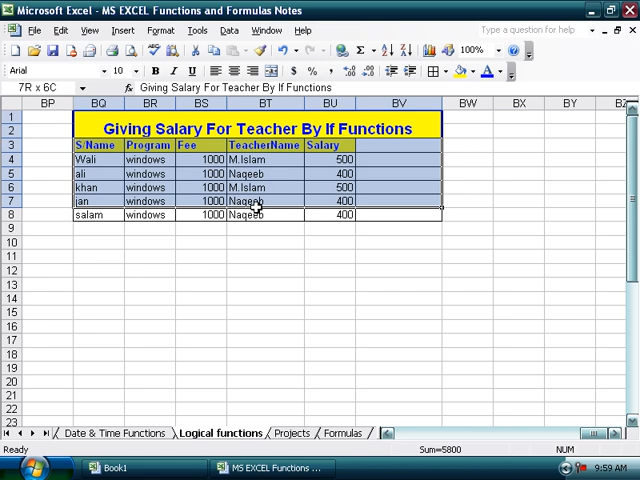 Microsoft Excel - MS EXCEL Functions and Formulas Notes
File Edit View Insert Format Tools Data Window Help
Type a question for help
100%
Arial 10 B I U $ %
7R x 6C fx Giving Salary For Teacher By If Functions
BP BQ BR BS BT BU BV BW BX BY BZ
1
2 Giving Salary For Teacher By If Functions
3 S/Name Program Fee TeacherName Salary
4 Wali windows 1000 M.Islam 500
5 ali windows 1000 Naqeeb 400
6 khan windows 1000 M.Islam 500
7 jan windows 1000 Naqeeb 400
8 salam windows 1000 Naqeeb 400
9
10
11
12
13
14
15
16
17
18
19
20
21
22
23
Date & Time Functions Logical functions Projects Formulas
Ready Sum=5800 NUM
start Book1 MS EXCEL Functions ... 9:59 AM